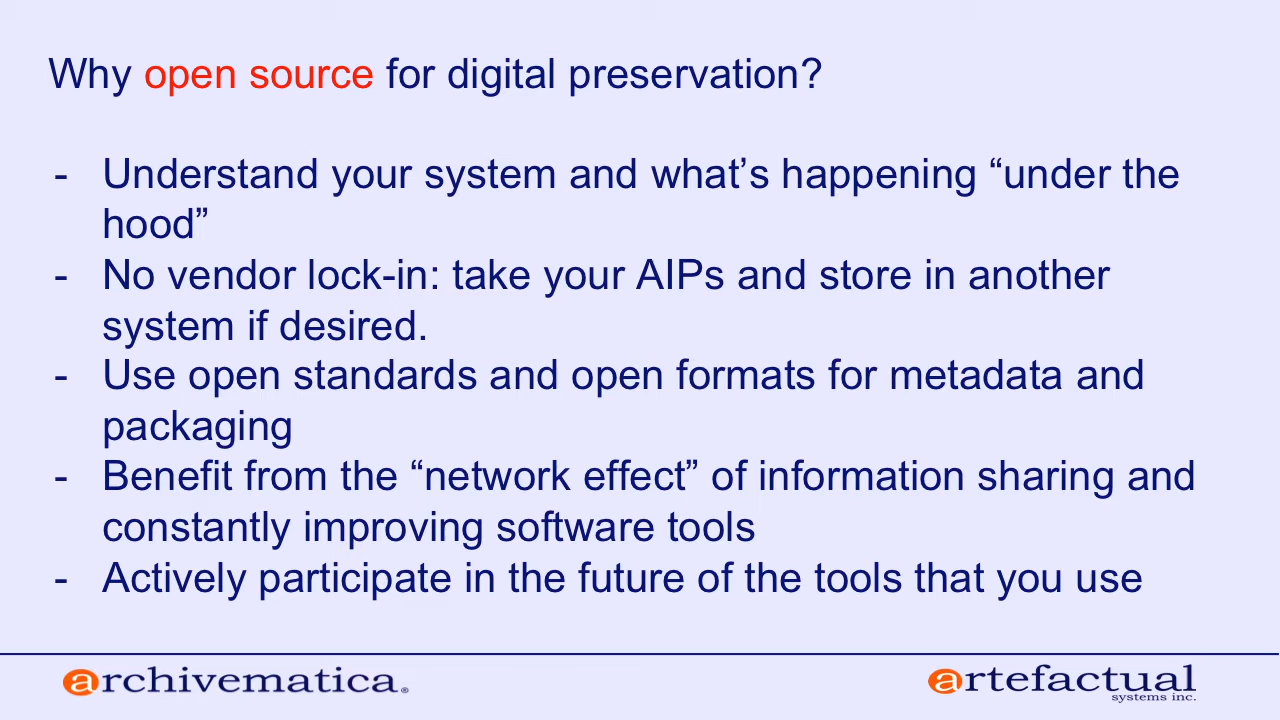 Why open source for digital preservation?
- Understand your system and what’s happening “under the
hood”
- No vendor lock-in: take your AIPs and store in another
system if desired.
- Use open standards and open formats for metadata and
packaging
- Benefit from the “network effect” of information sharing and
constantly improving software tools
- Actively participate in the future of the tools that you use
archivematica®
artefactual
systems inc.